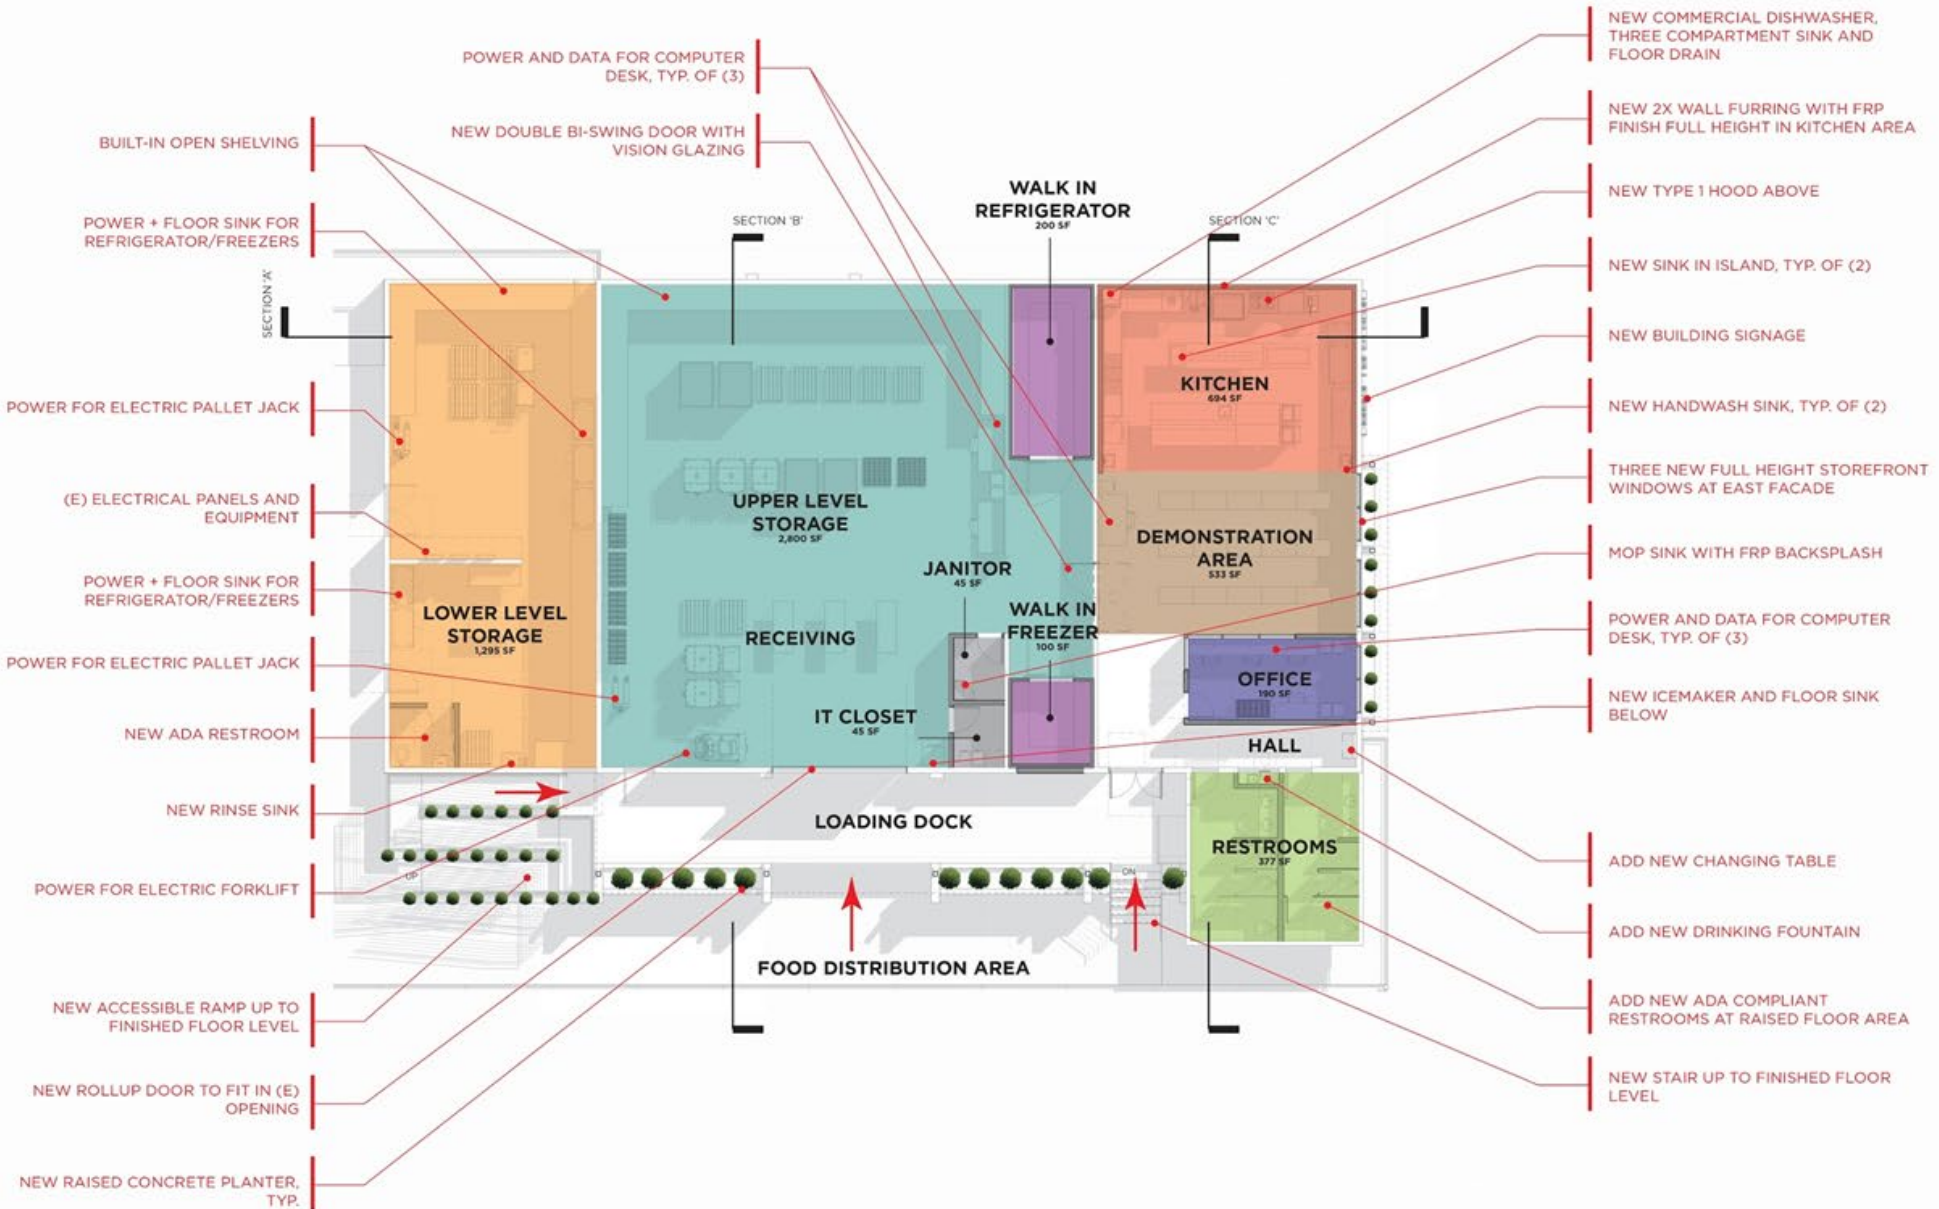 POWER AND DATA FOR COMPUTER
DESK, TYP. OF (3)
NEW DOUBLE BI-SWING DOOR WITH
VISION GLAZING
BUILT-IN OPEN SHELVING
POWER + FLOOR SINK FOR
REFRIGERATOR/FREEZERS
POWER FOR ELECTRIC PALLET JACK
(E) ELECTRICAL PANELS AND
EQUIPMENT
POWER + FLOOR SINK FOR
REFRIGERATOR/FREEZERS
POWER FOR ELECTRIC PALLET JACK
NEW ADA RESTROOM
NEW RINSE SINK
POWER FOR ELECTRIC FORKLIFT
NEW ACCESSIBLE RAMP UP TO
FINISHED FLOOR LEVEL
NEW ROLLUP DOOR TO FIT IN (E)
OPENING
NEW RAISED CONCRETE PLANTER,
TYP.
SECTION 'A'
SECTION 'B'
SECTION 'C'
WALK IN
REFRIGERATOR
200 SF
KITCHEN
694 SF
UPPER LEVEL
STORAGE
2,800 SF
DEMONSTRATION
AREA
533 SF
JANITOR
45 SF
WALK IN
FREEZER
100 SF
LOWER LEVEL
STORAGE
1,295 SF
RECEIVING
OFFICE
190 SF
IT CLOSET
45 SF
HALL
LOADING DOCK
RESTROOMS
377 SF
UP
DN
FOOD DISTRIBUTION AREA
NEW COMMERCIAL DISHWASHER,
THREE COMPARTMENT SINK AND
FLOOR DRAIN
NEW 2X WALL FURRING WITH FRP
FINISH FULL HEIGHT IN KITCHEN AREA
NEW TYPE 1 HOOD ABOVE
NEW SINK IN ISLAND, TYP. OF (2)
NEW BUILDING SIGNAGE
NEW HANDWASH SINK, TYP. OF (2)
THREE NEW FULL HEIGHT STOREFRONT
WINDOWS AT EAST FACADE
MOP SINK WITH FRP BACKSPLASH
POWER AND DATA FOR COMPUTER
DESK, TYP. OF (3)
NEW ICEMAKER AND FLOOR SINK
BELOW
ADD NEW CHANGING TABLE
ADD NEW DRINKING FOUNTAIN
ADD NEW ADA COMPLIANT
RESTROOMS AT RAISED FLOOR AREA
NEW STAIR UP TO FINISHED FLOOR
LEVEL